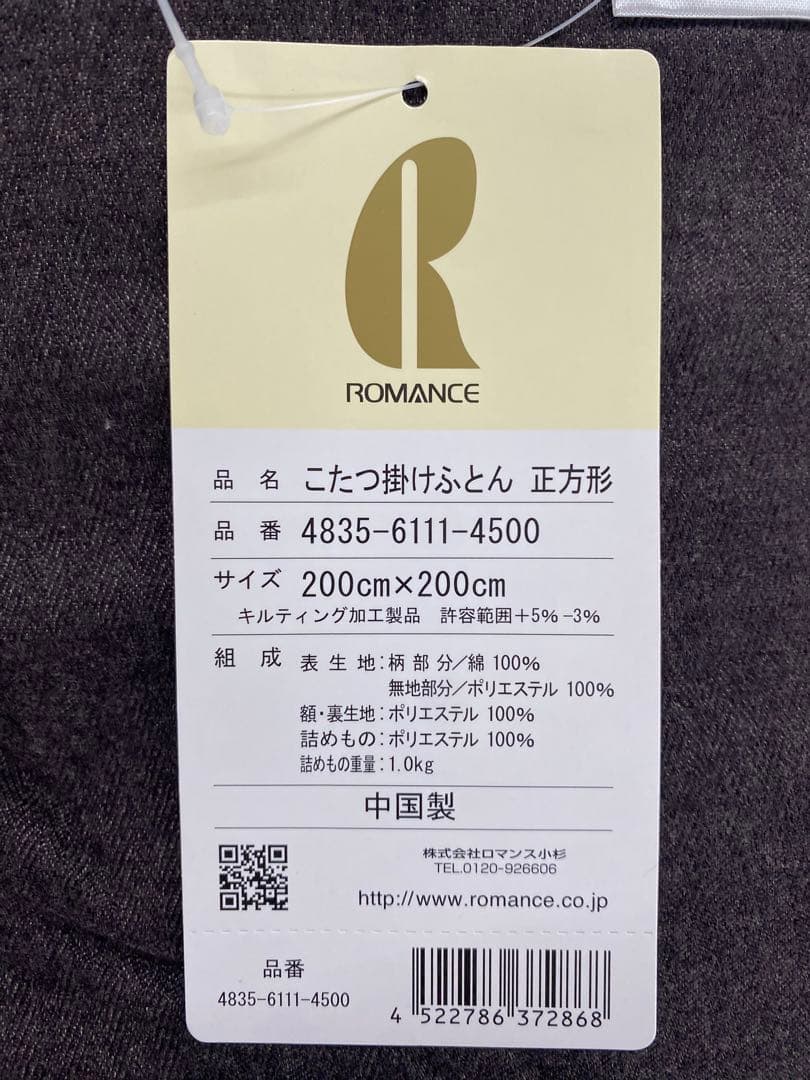 ROMANCE
品名 こたつ掛けふとん 正方形
品番 4835-6111-4500
サイズ 200cm×200cm
キルティング加工製品 許容範囲+5%-3%
組成 表生地:柄部分/綿 100%
無地部分/ポリエステル 100%
額・裏生地:ポリエステル 100%
詰めもの:ポリエステル 100%
詰めもの重量:1.0kg
中国製
株式会社ロマンス小杉
TEL.0120-926606
http://www.romance.co.jp
品番
4835-6111-4500
4 522786 372868